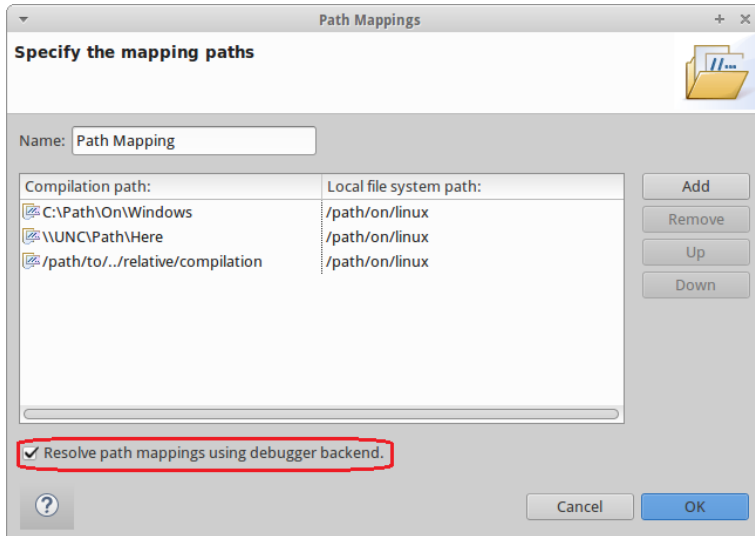 Path Mappings
Specify the mapping paths
Name: Path Mapping
Compilation path: Local file system path: Add
C:\Path\On\Windows /path/on/linux Remove
\\UNC\Path\Here /path/on/linux Up
/path/to/../relative/compilation /path/on/linux Down
Resolve path mappings using debugger backend.
? Cancel OK